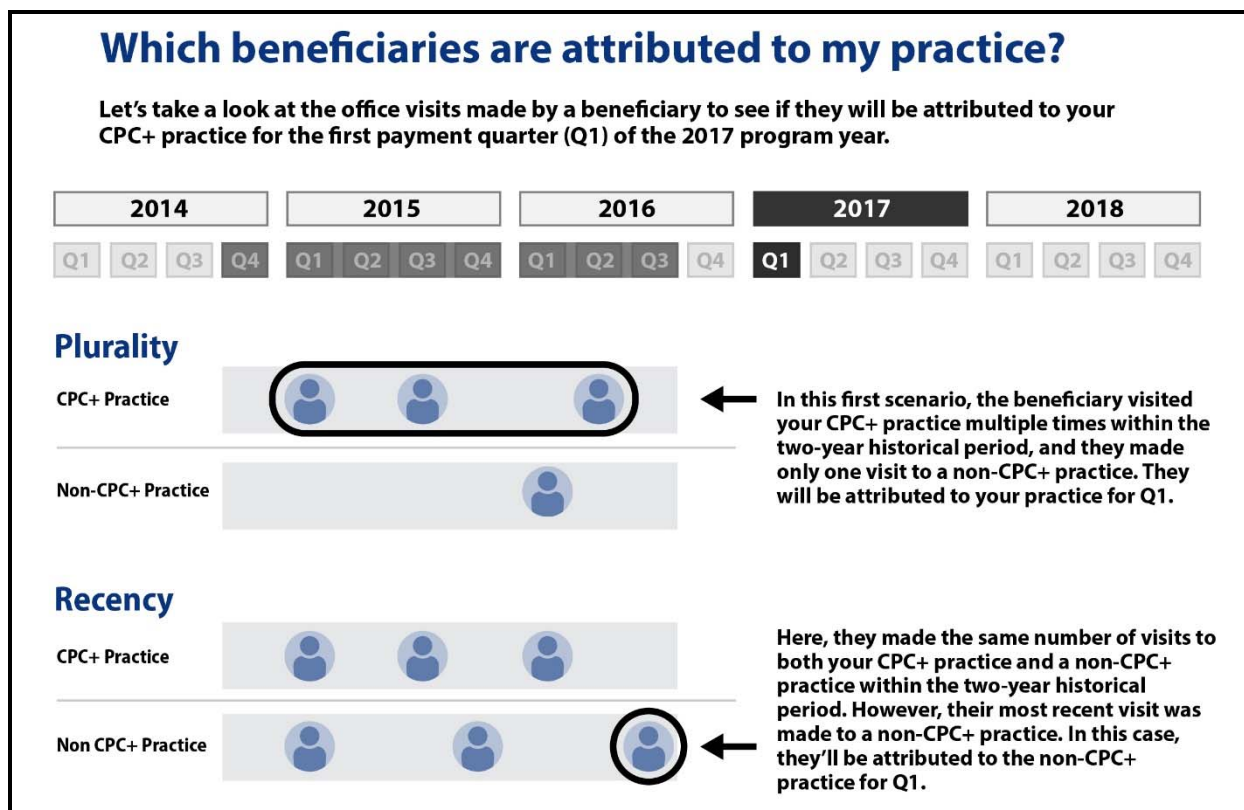 Which beneficiaries are attributed to my practice?
Let's take a look at the office visits made by a beneficiary to see if they will be attributed to your
CPC+ practice for the first payment quarter (Q1) of the 2017 program year.
2014 2015 2016 2017 2018
Q1 Q2 Q3 Q4 Q1 Q2 Q3 Q4 Q1 Q2 Q3 Q4 Q1 Q2 Q3 Q4 Q1 Q2 Q3 Q4
Plurality
CPC+ Practice
Non-CPC+ Practice
In this first scenario, the beneficiary visited
your CPC+ practice multiple times within the
two-year historical period, and they made
only one visit to a non-CPC+ practice. They
will be attributed to your practice for Q1.
Recency
CPC+ Practice
Non CPC+ Practice
Here, they made the same number of visits to
both your CPC+ practice and a non-CPC+
practice within the two-year historical
period. However, their most recent visit was
made to a non-CPC+ practice. In this case,
they'll be attributed to the non-CPC+
practice for Q1.